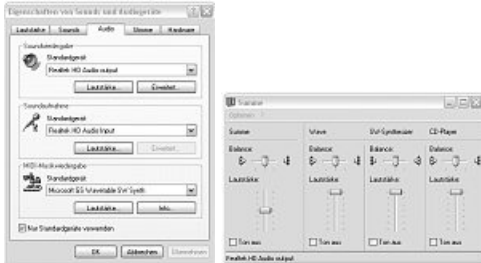 Eigenschaften von Sounds und Audiogeräte
Lautstärke Sounds Audio Stimme Hardware
Soundwiedergabe
Standardgerät:
Realtek HD Audio output
Lautstärke... Erweitert...
Soundaufnahme
Standardgerät:
Realtek HD Audio Input
Lautstärke... Erweitert...
MIDI-Musikwiedergabe
Standardgerät:
Microsoft GS Wavetable SW Synth
Lautstärke... Info...
Nur Standardgeräte verwenden
OK Abbrechen Übernehmen
Summe
Optionen ?
Summe Wave SW-Synthesizer CD-Player
Balance: Balance: Balance: Balance:
Lautstärke: Lautstärke: Lautstärke: Lautstärke:
Ton aus Ton aus Ton aus Ton aus
Realtek HD Audio output